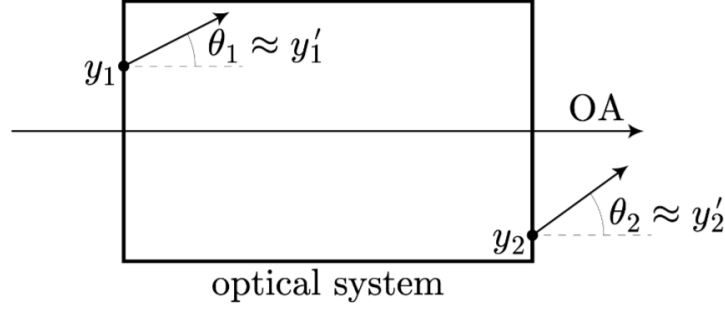 θ₁ ≈ y₁′
y₁
OA
θ₂ ≈ y₂′
y₂
optical system